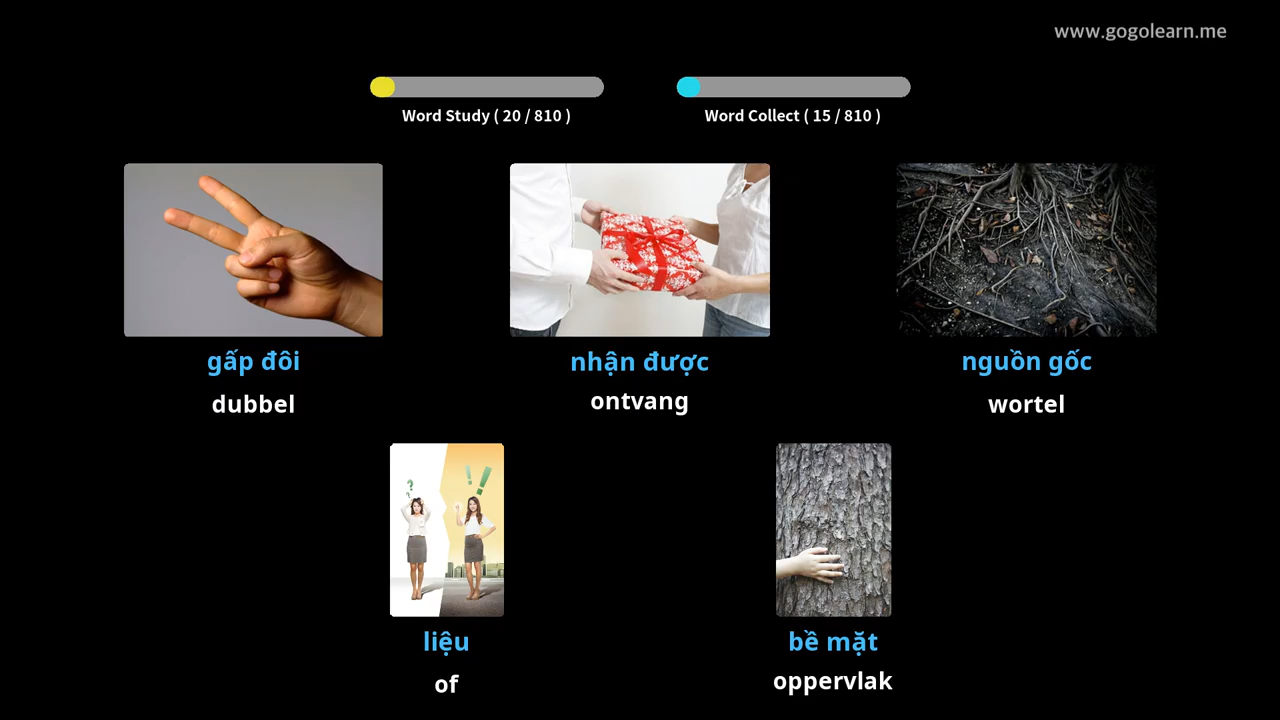 www.gogolearn.me
Word Study ( 20 / 810 )
Word Collect ( 15 / 810 )
gấp đôi
nhận được
nguồn gốc
dubbel
ontvang
wortel
liệu
bề mặt
of
oppervlak